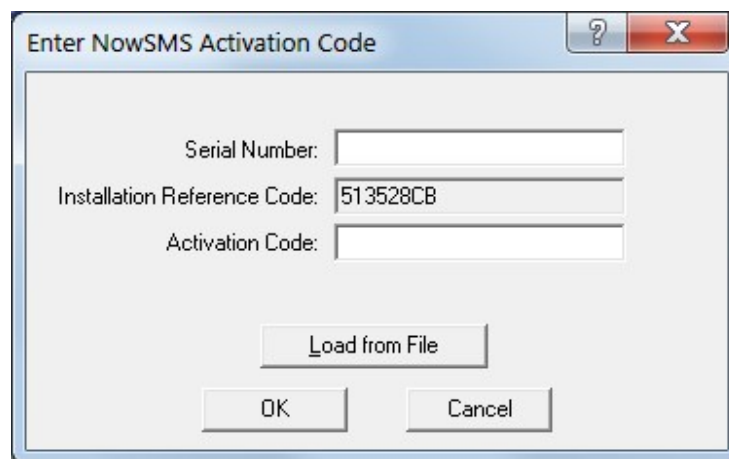 Enter NowSMS Activation Code
Serial Number:
Installation Reference Code: 513528CB
Activation Code:
Load from File
OK Cancel